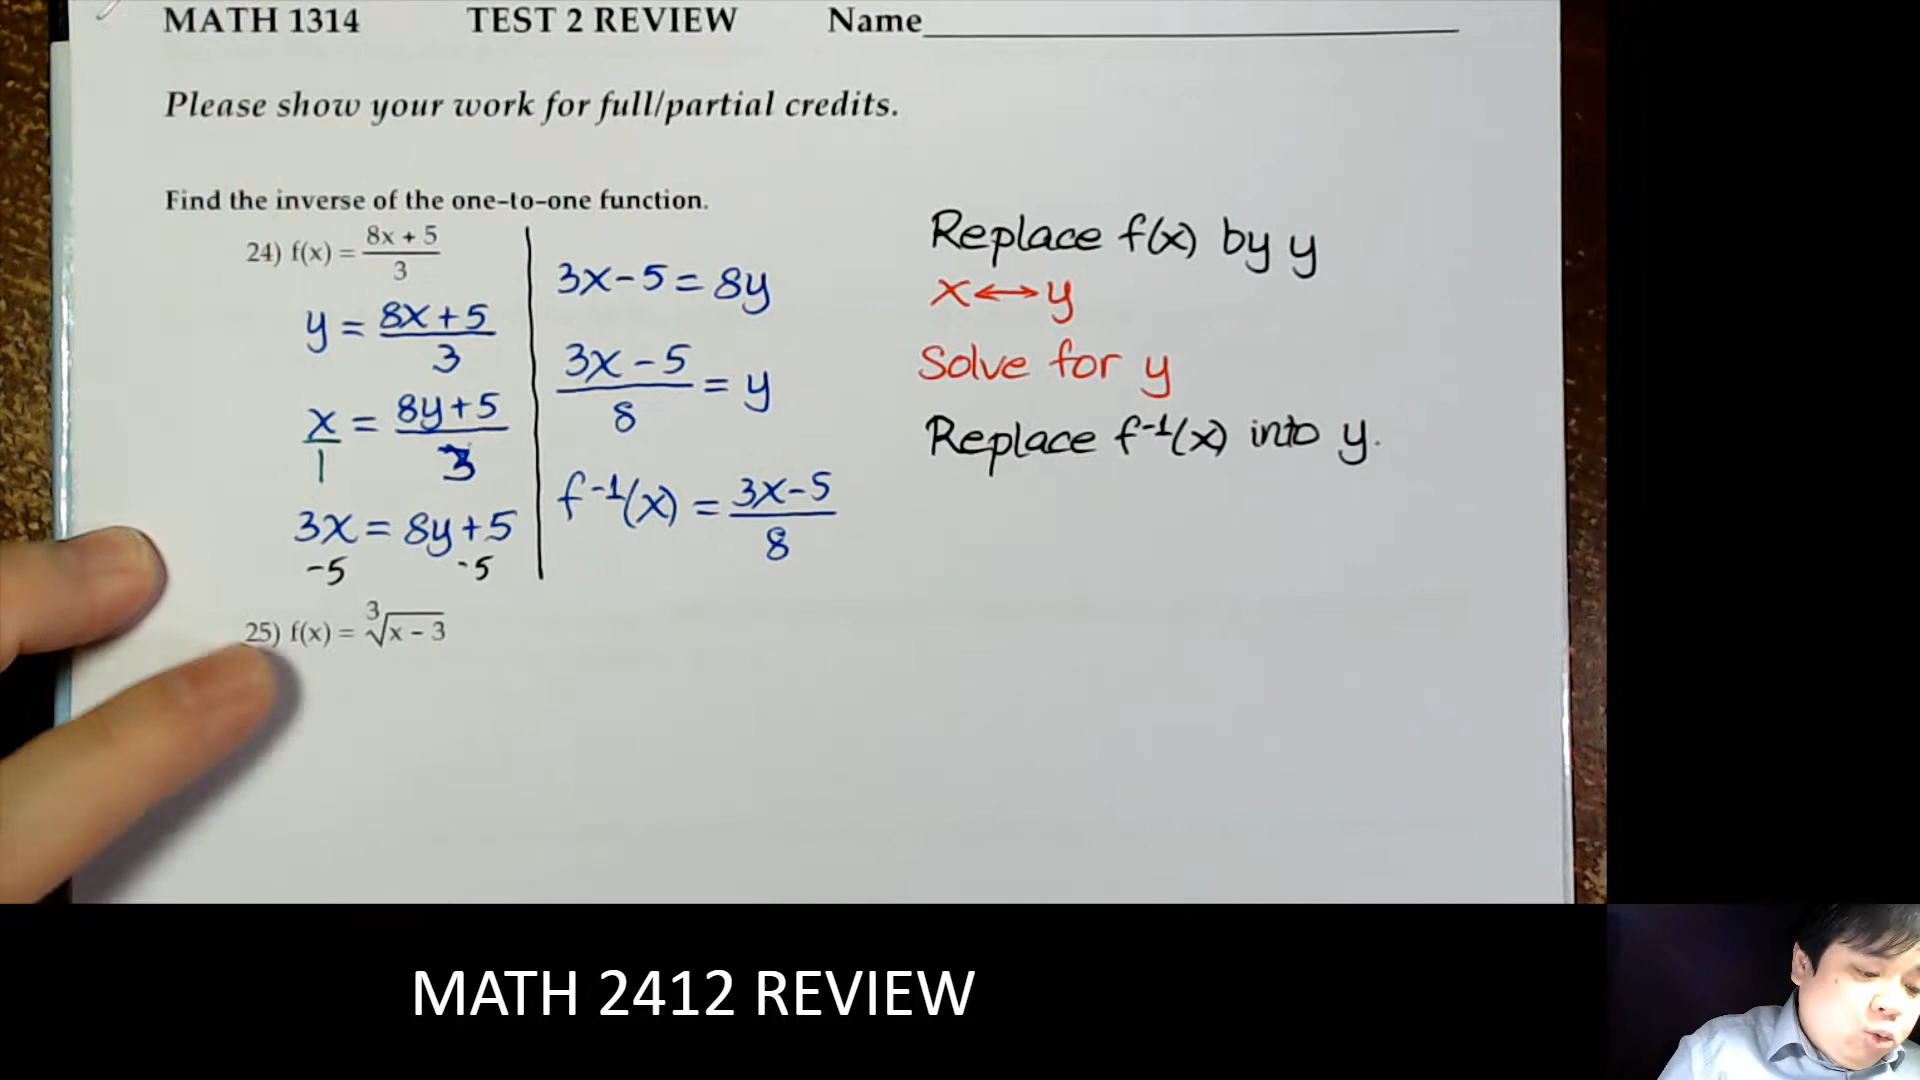 MATH 1314 TEST 2 REVIEW Name
Please show your work for full/partial credits.
Find the inverse of the one-to-one function.
24) f(x) = (8x + 5)/3
y = (8x+5)/3
x/1 = (8y+5)/3
3x = 8y+5
-5 -5
3x-5 = 8y
(3x-5)/8 = y
f⁻¹(x) = (3x-5)/8
Replace f(x) by y
x↔y
Solve for y
Replace f⁻¹(x) into y.
25) f(x) = ∛(x - 3)
MATH 2412 REVIEW